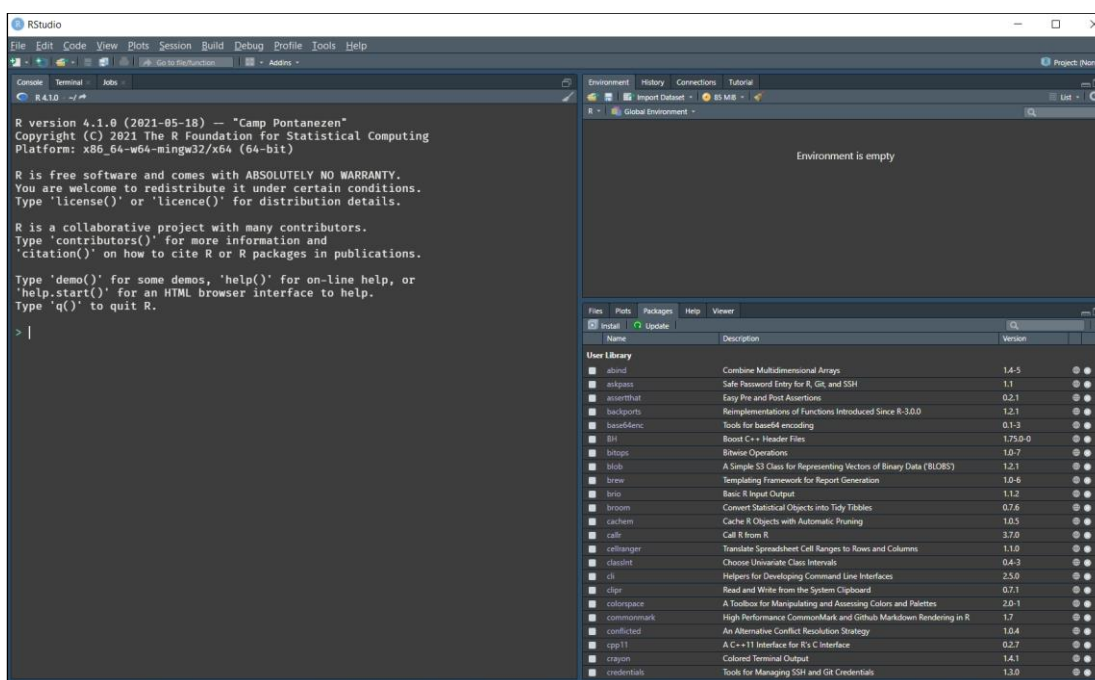 RStudio
File Edit Code View Plots Session Build Debug Profile Tools Help
Go to file/function Addins Project: (Non
Console Terminal Jobs
R 4.1.0 · ~/
R version 4.1.0 (2021-05-18) -- "Camp Pontanezen"
Copyright (C) 2021 The R Foundation for Statistical Computing
Platform: x86_64-w64-mingw32/x64 (64-bit)
R is free software and comes with ABSOLUTELY NO WARRANTY.
You are welcome to redistribute it under certain conditions.
Type 'license()' or 'licence()' for distribution details.
R is a collaborative project with many contributors.
Type 'contributors()' for more information and
'citation()' on how to cite R or R packages in publications.
Type 'demo()' for some demos, 'help()' for on-line help, or
'help.start()' for an HTML browser interface to help.
Type 'q()' to quit R.
>
Environment History Connections Tutorial
Import Dataset 85 MiB List
R Global Environment
Environment is empty
Files Plots Packages Help Viewer
Install Update
Name Description Version
User Library
abind Combine Multidimensional Arrays 1.4-5
askpass Safe Password Entry for R, Git, and SSH 1.1
assertthat Easy Pre and Post Assertions 0.2.1
backports Reimplementations of Functions Introduced Since R-3.0.0 1.2.1
base64enc Tools for base64 encoding 0.1-3
BH Boost C++ Header Files 1.75.0-0
bitops Bitwise Operations 1.0-7
blob A Simple S3 Class for Representing Vectors of Binary Data ('BLOBS') 1.2.1
brew Templating Framework for Report Generation 1.0-6
brio Basic R Input Output 1.1.2
broom Convert Statistical Objects into Tidy Tibbles 0.7.6
cachem Cache R Objects with Automatic Pruning 1.0.5
callr Call R from R 3.7.0
cellranger Translate Spreadsheet Cell Ranges to Rows and Columns 1.1.0
classInt Choose Univariate Class Intervals 0.4-3
cli Helpers for Developing Command Line Interfaces 2.5.0
clipr Read and Write from the System Clipboard 0.7.1
colorspace A Toolbox for Manipulating and Assessing Colors and Palettes 2.0-1
commonmark High Performance CommonMark and Github Markdown Rendering in R 1.7
conflicted An Alternative Conflict Resolution Strategy 1.0.4
cpp11 A C++11 Interface for R's C Interface 0.2.7
crayon Colored Terminal Output 1.4.1
credentials Tools for Managing SSH and Git Credentials 1.3.0